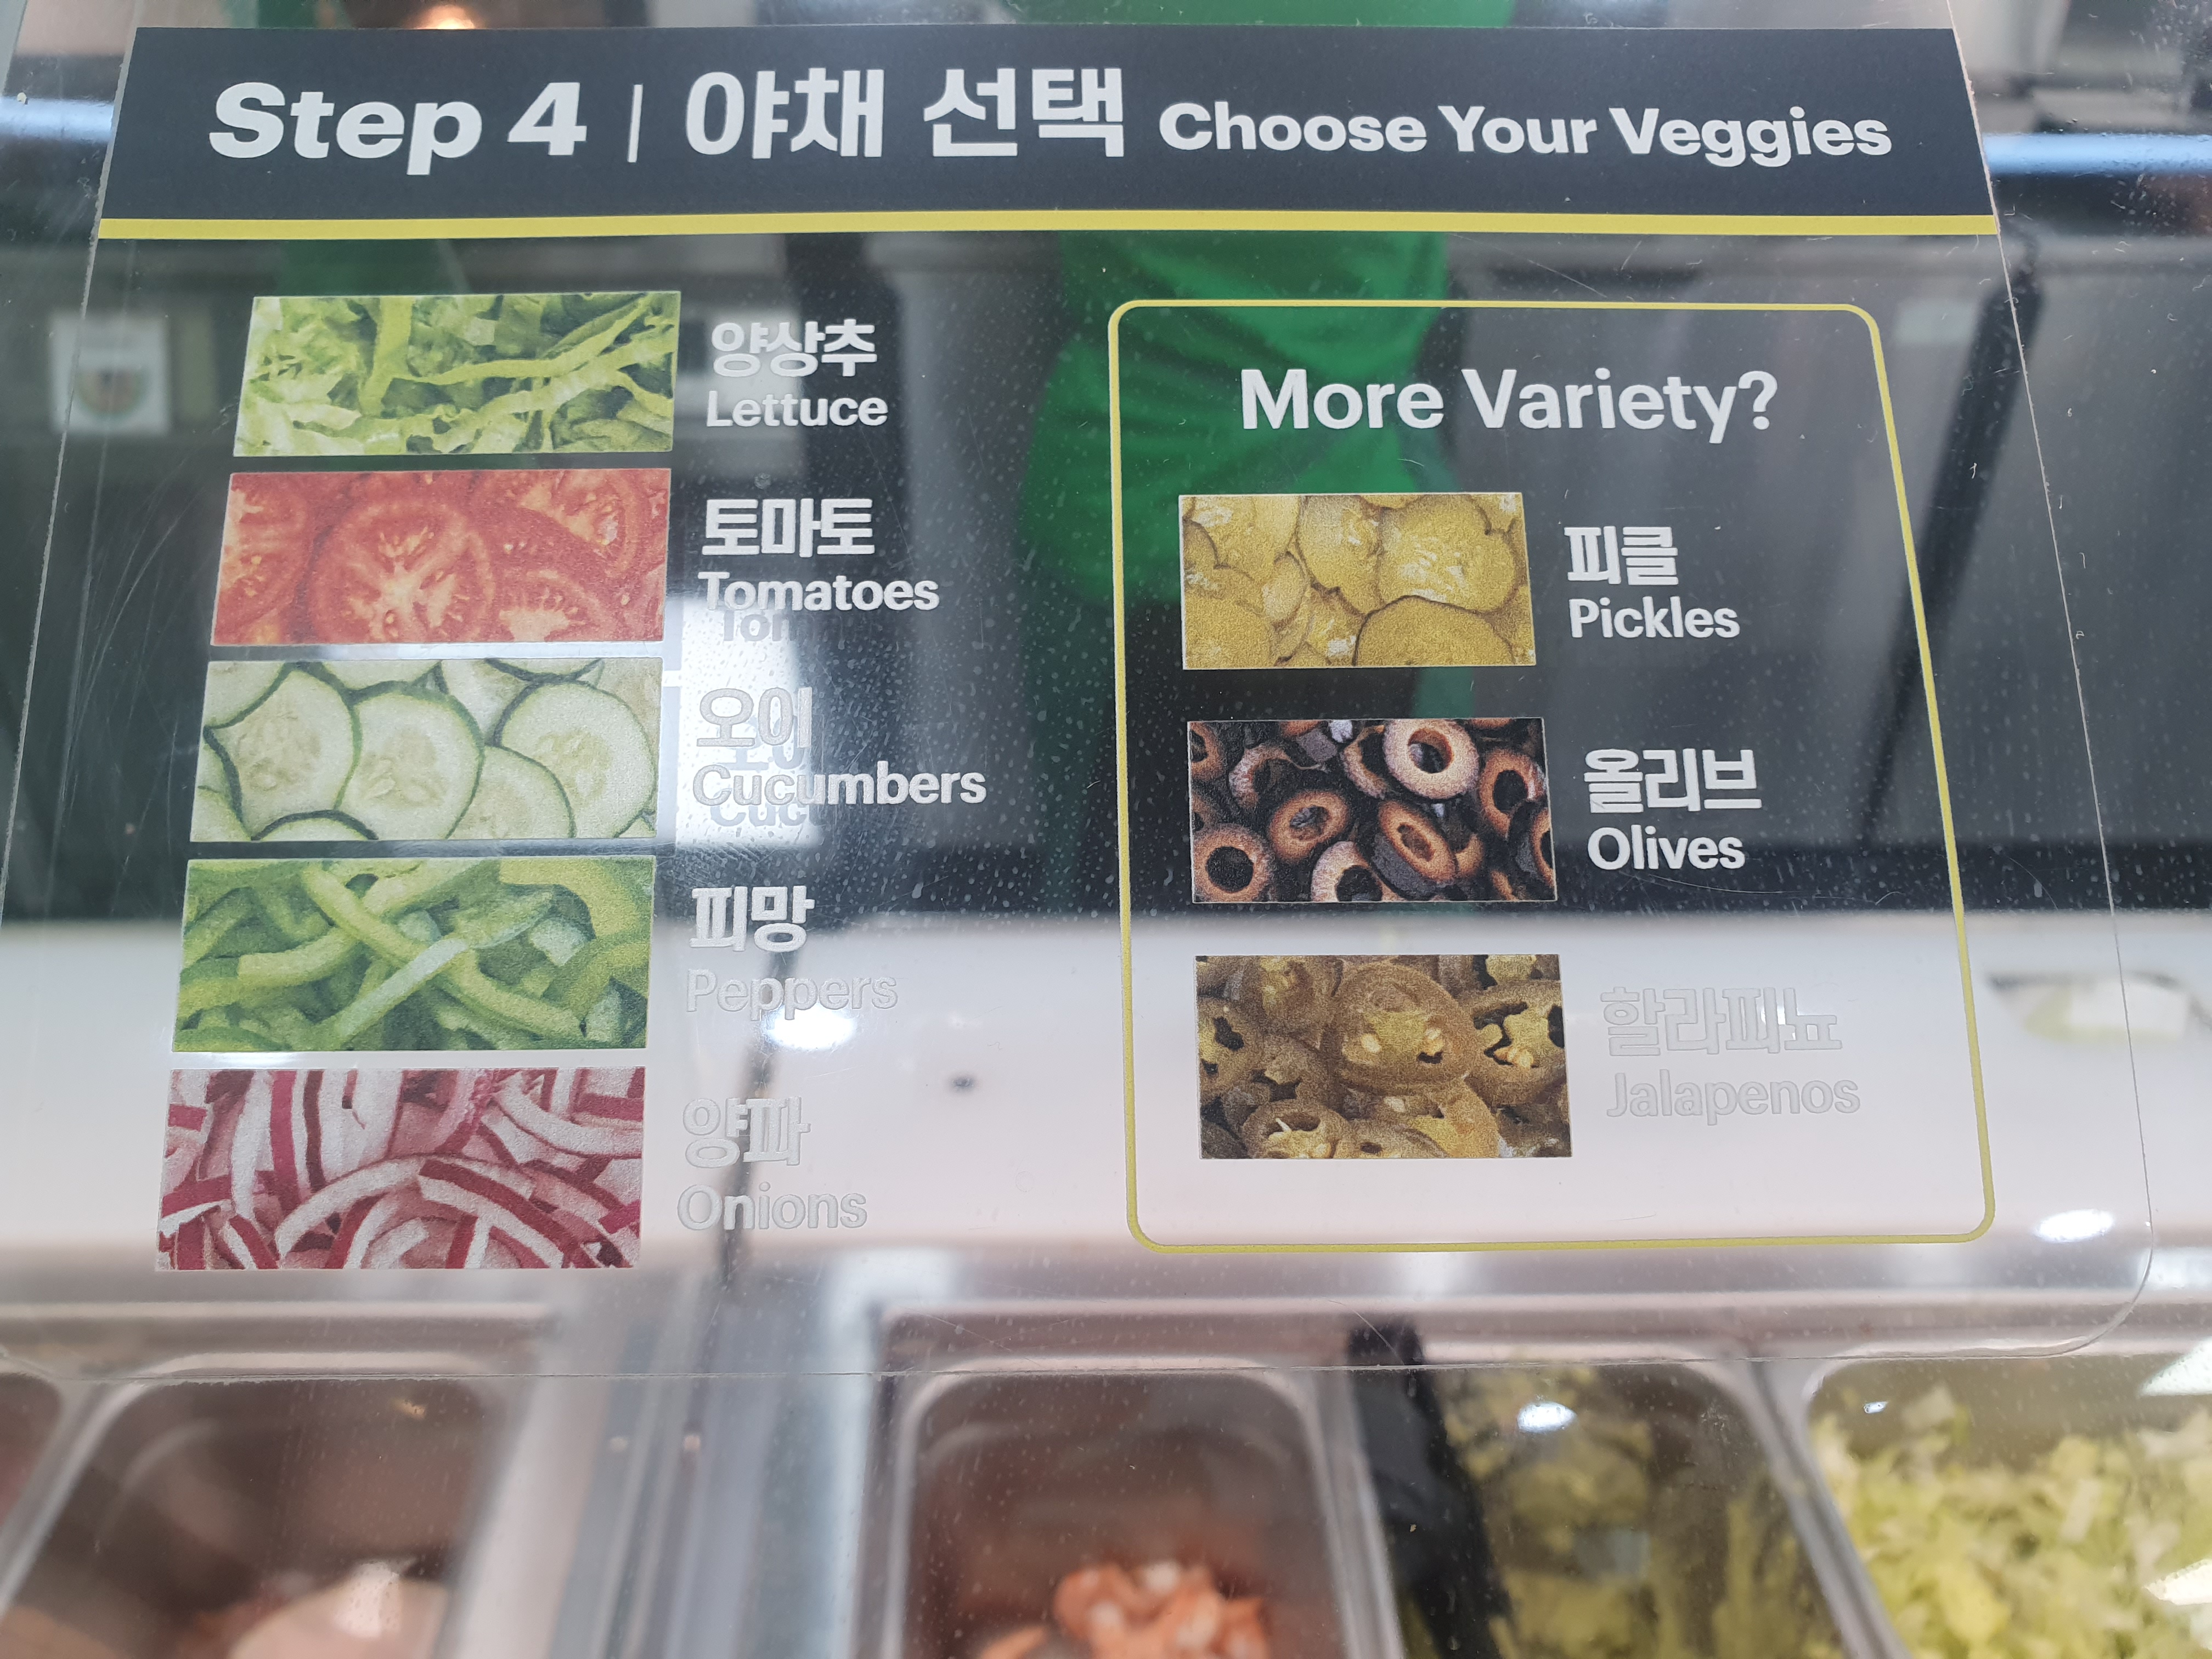 Step 4 | 야채 선택 Choose Your Veggies
양상추
Lettuce
토마토
Tomatoes
오이
Cucumbers
피망
Peppers
양파
Onions
More Variety?
피클
Pickles
올리브
Olives
할라피뇨
Jalapenos